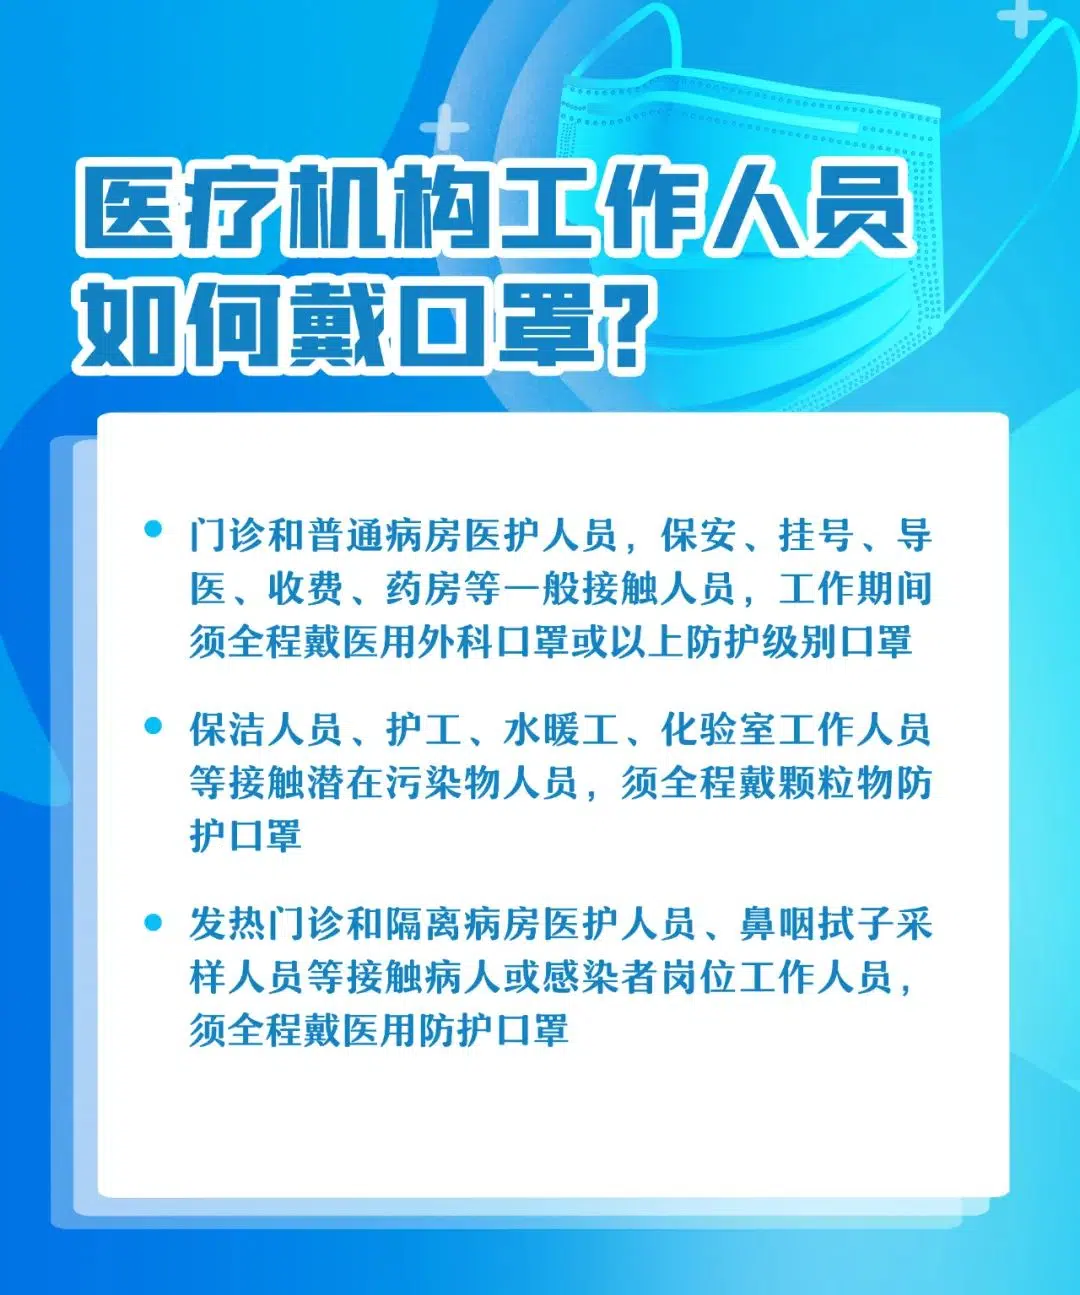 医疗机构工作人员
如何戴口罩?
门诊和普通病房医护人员，保安、挂号、导
医、收费、药房等一般接触人员，工作期间
须全程戴医用外科口罩或以上防护级别口罩
保洁人员、护工、水暖工、化验室工作人员
等接触潜在污染物人员，须全程戴颗粒物防
护口罩
发热门诊和隔离病房医护人员、鼻咽拭子采
样人员等接触病人或感染者岗位工作人员，
须全程戴医用防护口罩